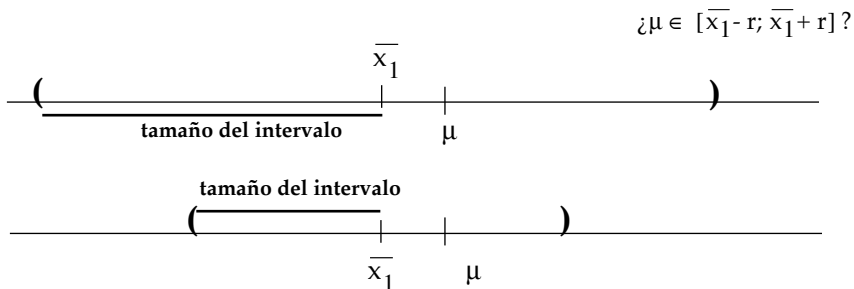 ¿μ ∈ [x̄₁ - r; x̄₁ + r] ?
x̄₁
( )
tamaño del intervalo μ
tamaño del intervalo
( )
x̄₁ μ